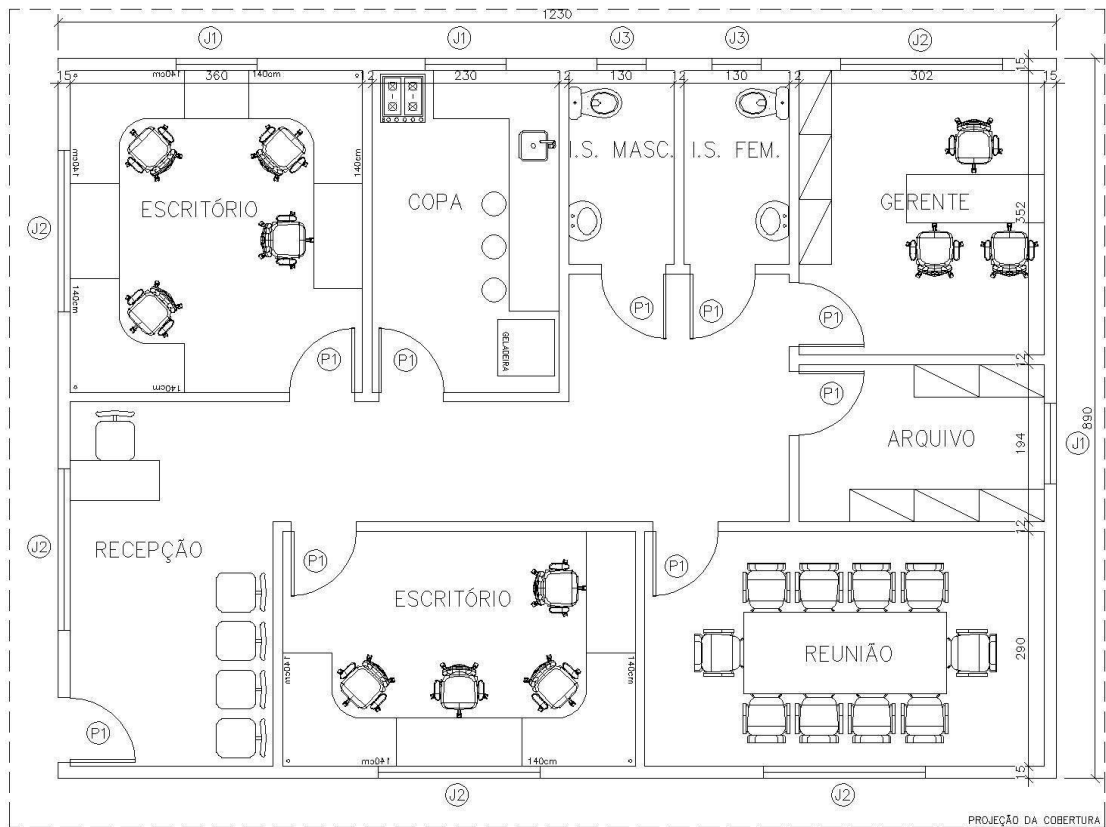 1230
J1 J1 J3 J3 J2
15 360 12 230 12 130 12 130 12 302 15
15
140cm 140cm
140cm 140cm
I.S. MASC. I.S. FEM.
ESCRITÓRIO COPA GERENTE
352
J2
140cm
P1 P1 P1
GELADEIRA
P1 P1
12
140cm
P1
890
ARQUIVO 194 J1
12
RECEPÇÃO
J2
P1 P1
ESCRITÓRIO
REUNIÃO 290
140cm 140cm
P1
140cm 140cm
15
J2 J2
PROJEÇÃO DA COBERTURA